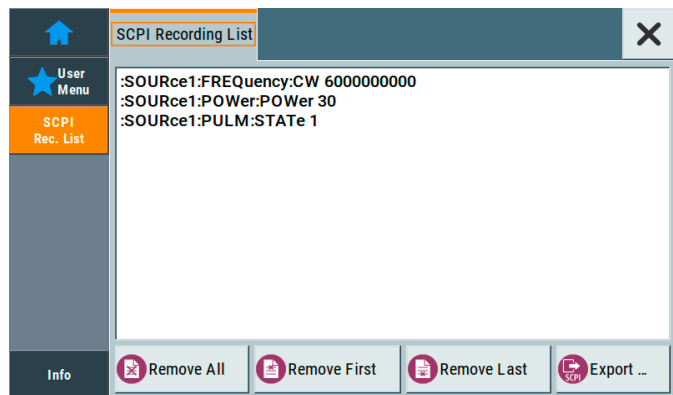 SCPI Recording List
User
Menu
SCPI
Rec. List
:SOURce1:FREQuency:CW 6000000000
:SOURce1:POWer:POWer 30
:SOURce1:PULM:STATe 1
Info
Remove All
Remove First
Remove Last
SCPI
Export ...